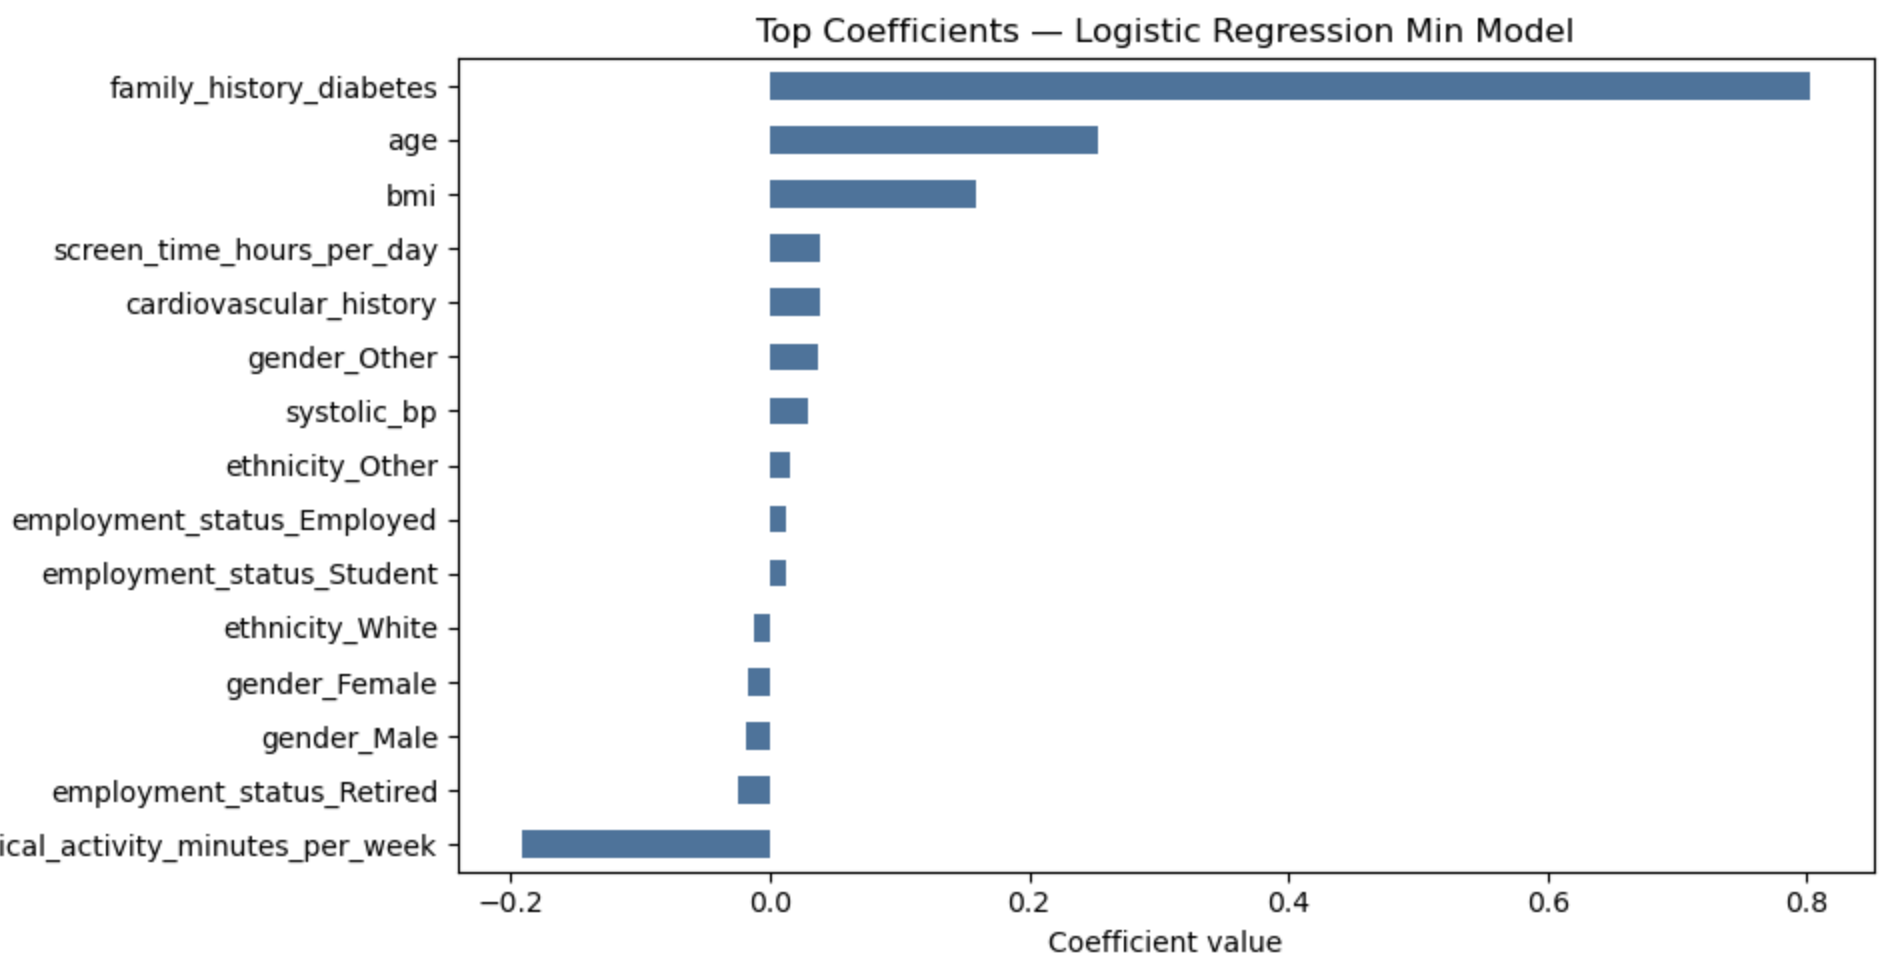 Top Coefficients — Logistic Regression Min Model
family_history_diabetes
age
bmi
screen_time_hours_per_day
cardiovascular_history
gender_Other
systolic_bp
ethnicity_Other
employment_status_Employed
employment_status_Student
ethnicity_White
gender_Female
gender_Male
employment_status_Retired
ical_activity_minutes_per_week
−0.2 0.0 0.2 0.4 0.6 0.8
Coefficient value